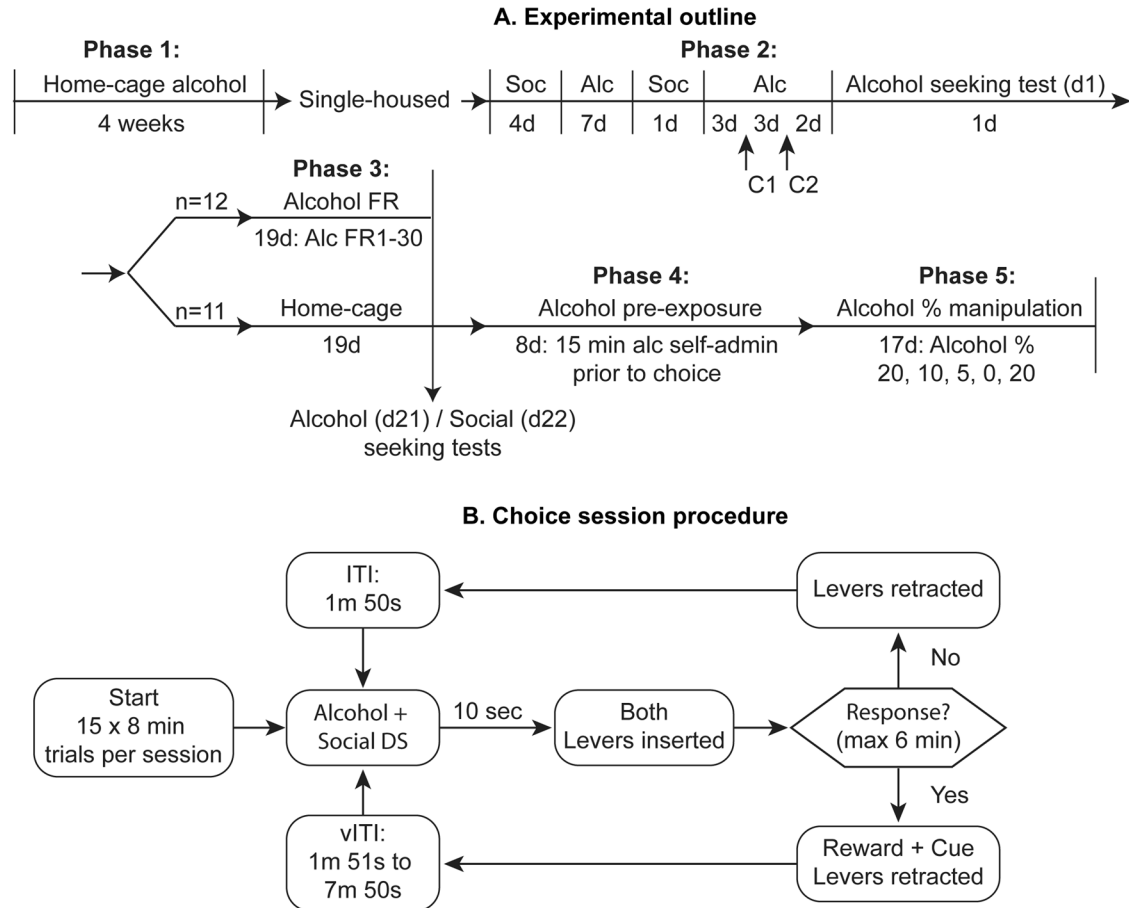 A. Experimental outline
Phase 1:
Phase 2:
Home-cage alcohol
4 weeks
Single-housed
Soc
Alc
Soc
Alc
Alcohol seeking test (d1)
4d
7d
1d
3d
3d
2d
1d
C1
C2
Phase 3:
n=12
Alcohol FR
19d: Alc FR1-30
n=11
Home-cage
19d
Phase 4:
Alcohol pre-exposure
8d: 15 min alc self-admin
prior to choice
Phase 5:
Alcohol % manipulation
17d: Alcohol %
20, 10, 5, 0, 20
Alcohol (d21) / Social (d22)
seeking tests
B. Choice session procedure
ITI:
1m 50s
Levers retracted
No
Start
15 x 8 min
trials per session
Alcohol +
Social DS
10 sec
Both
Levers inserted
Response?
(max 6 min)
Yes
vITI:
1m 51s to
7m 50s
Reward + Cue
Levers retracted